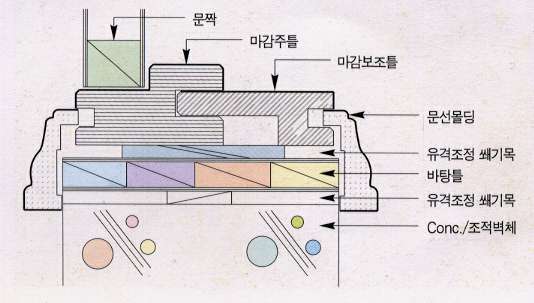 문짝
마감주틀
마감보조틀
문선몰딩
유격조정 쐐기목
바탕틀
유격조정 쐐기목
Conc./조적벽체